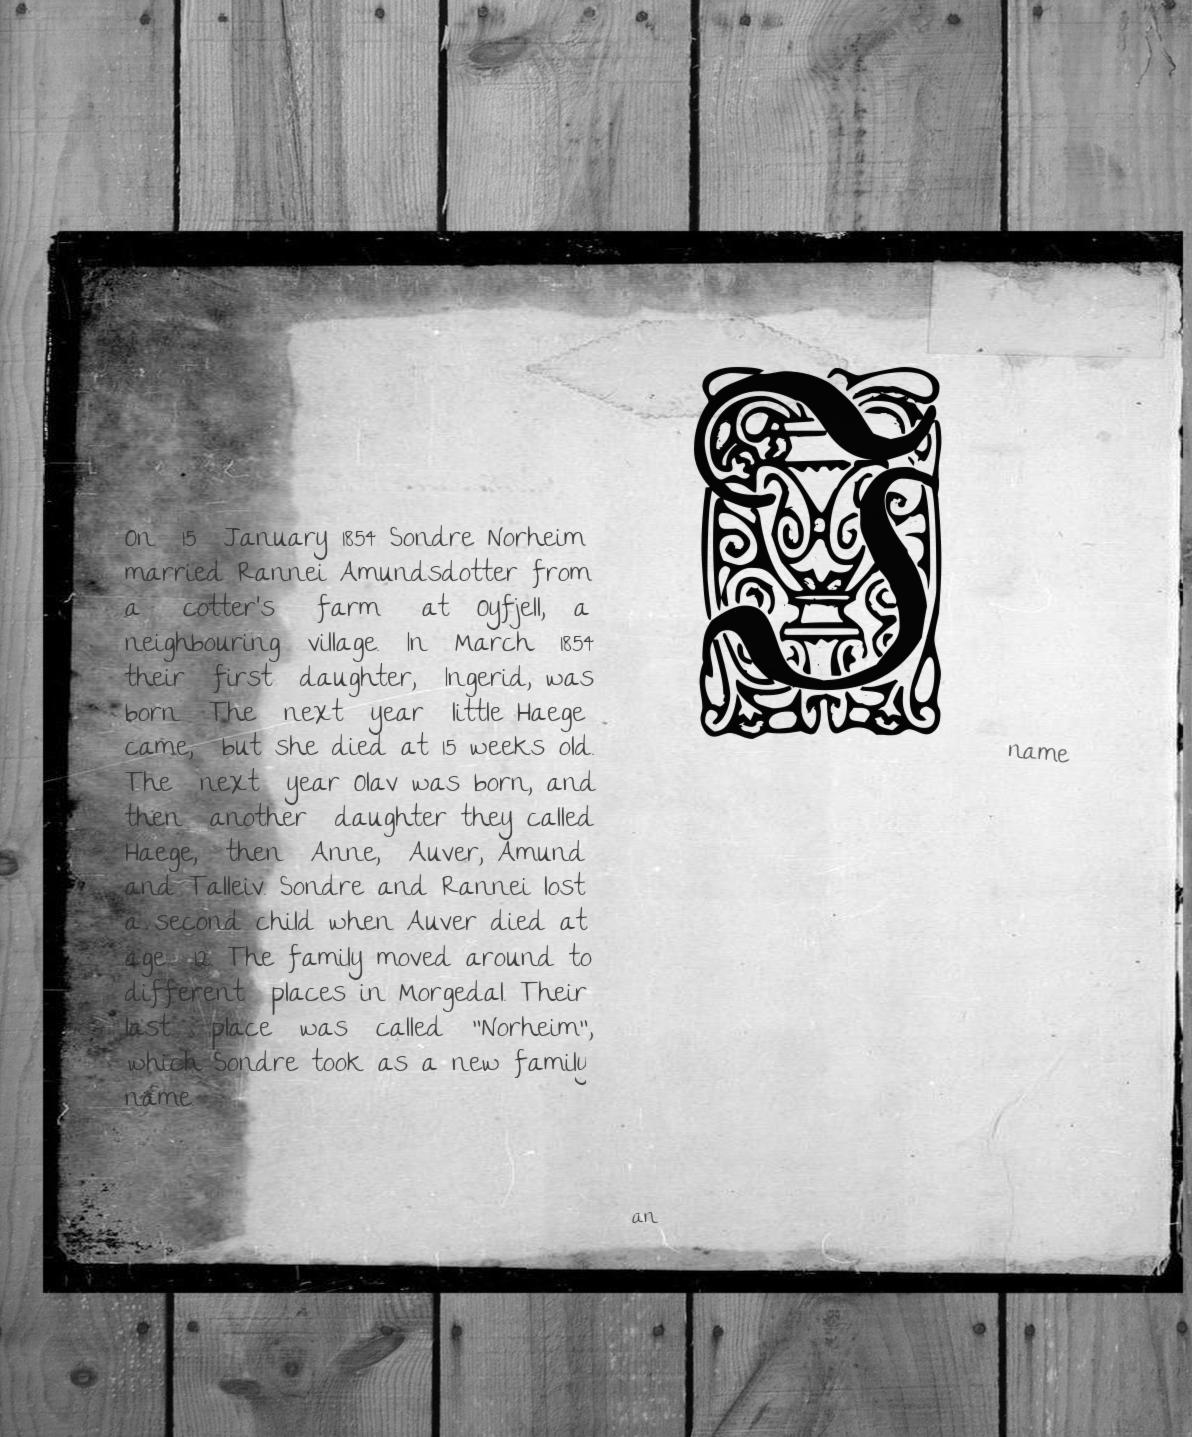 On 15 January 1854 Sondre Norheim
married Rannei Amundsdotter from
a cotter's farm at Oyfjell, a
neighbouring village. In March 1854
their first daughter, Ingerid, was
born. The next year little Haege
came, but she died at 15 weeks old.
The next year Olav was born, and
then another daughter they called
Haege, then Anne, Auver, Amund
and Talleiv. Sondre and Rannei lost
a second child when Auver died at
age 12. The family moved around to
different places in Morgedal. Their
last place was called "Norheim",
which Sondre took as a new family
name.
J
name
an